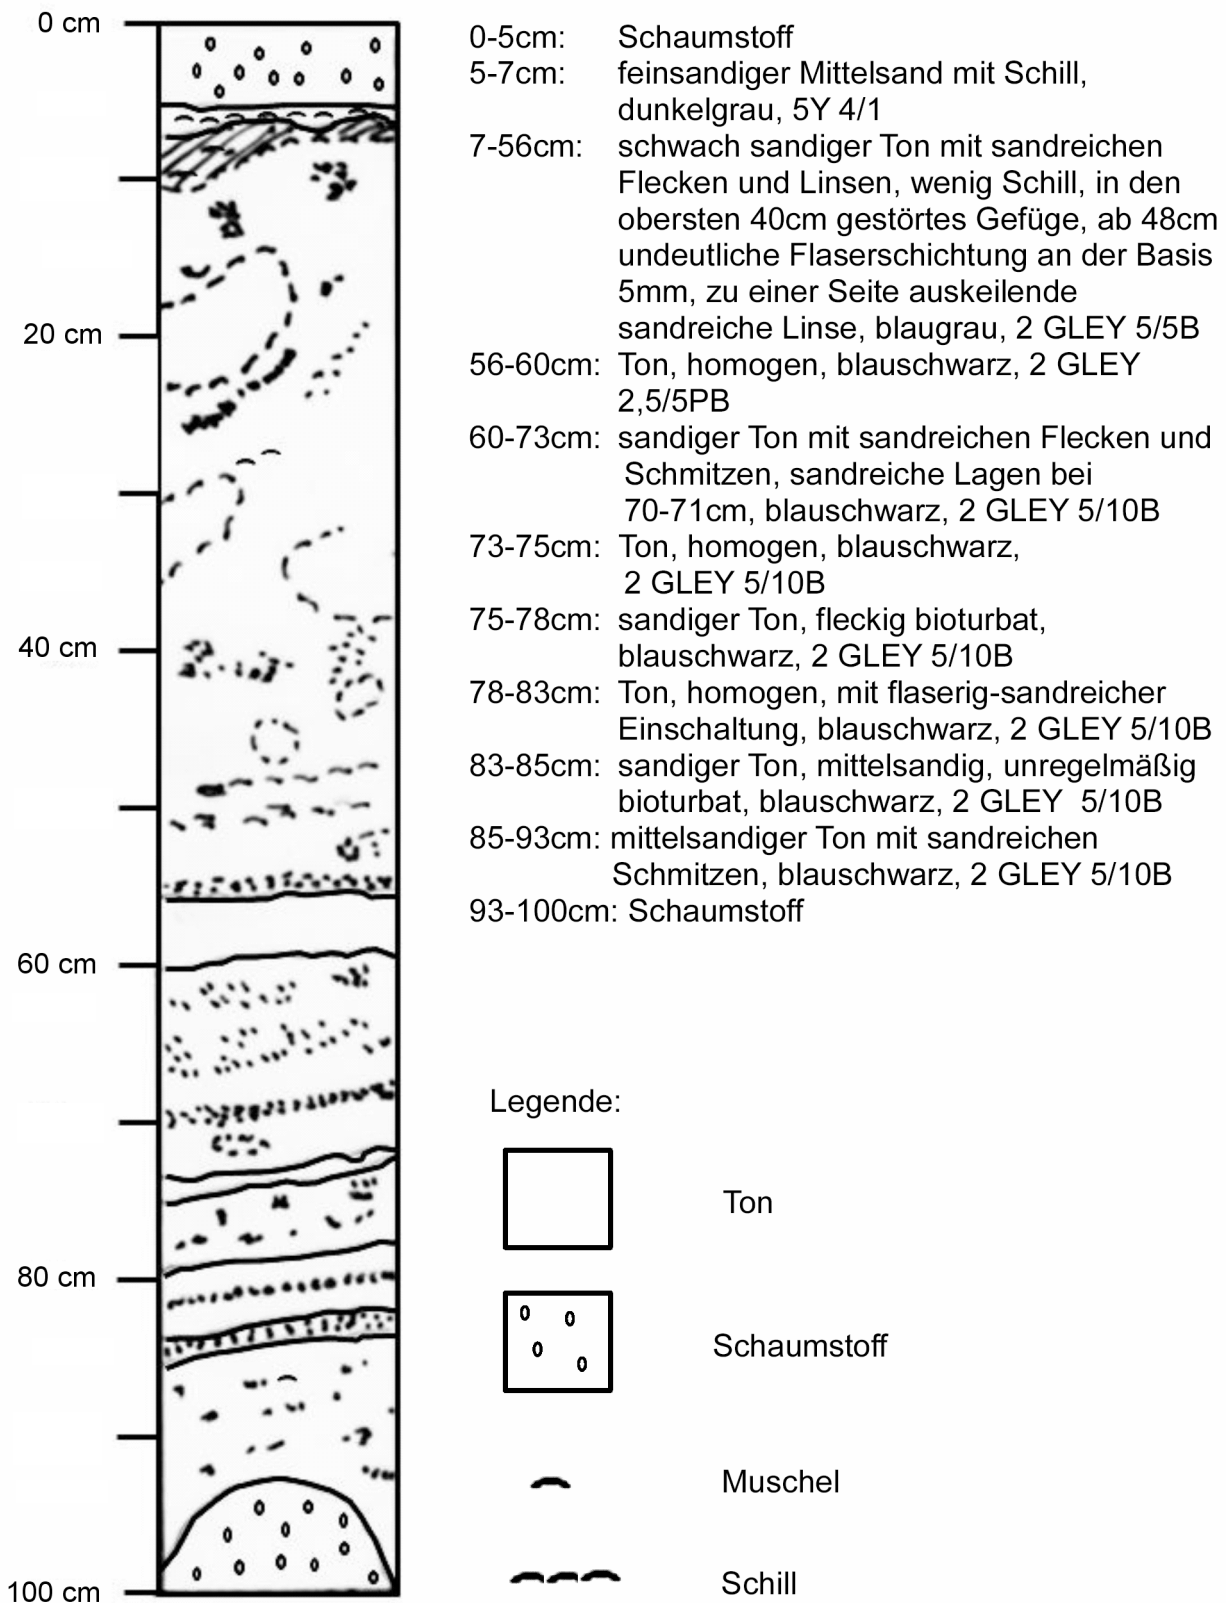 0 cm
20 cm
40 cm
60 cm
80 cm
100 cm
0-5cm: Schaumstoff
5-7cm: feinsandiger Mittelsand mit Schill,
dunkelgrau, 5Y 4/1
7-56cm: schwach sandiger Ton mit sandreichen
Flecken und Linsen, wenig Schill, in den
obersten 40cm gestörtes Gefüge, ab 48cm
undeutliche Flaserschichtung an der Basis
5mm, zu einer Seite auskeilende
sandreiche Linse, blaugrau, 2 GLEY 5/5B
56-60cm: Ton, homogen, blauschwarz, 2 GLEY
2,5/5PB
60-73cm: sandiger Ton mit sandreichen Flecken und
Schmitzen, sandreiche Lagen bei
70-71cm, blauschwarz, 2 GLEY 5/10B
73-75cm: Ton, homogen, blauschwarz,
2 GLEY 5/10B
75-78cm: sandiger Ton, fleckig bioturbat,
blauschwarz, 2 GLEY 5/10B
78-83cm: Ton, homogen, mit flaserig-sandreicher
Einschaltung, blauschwarz, 2 GLEY 5/10B
83-85cm: sandiger Ton, mittelsandig, unregelmäßig
bioturbat, blauschwarz, 2 GLEY 5/10B
85-93cm: mittelsandiger Ton mit sandreichen
Schmitzen, blauschwarz, 2 GLEY 5/10B
93-100cm: Schaumstoff
Legende:
Ton
Schaumstoff
Muschel
Schill